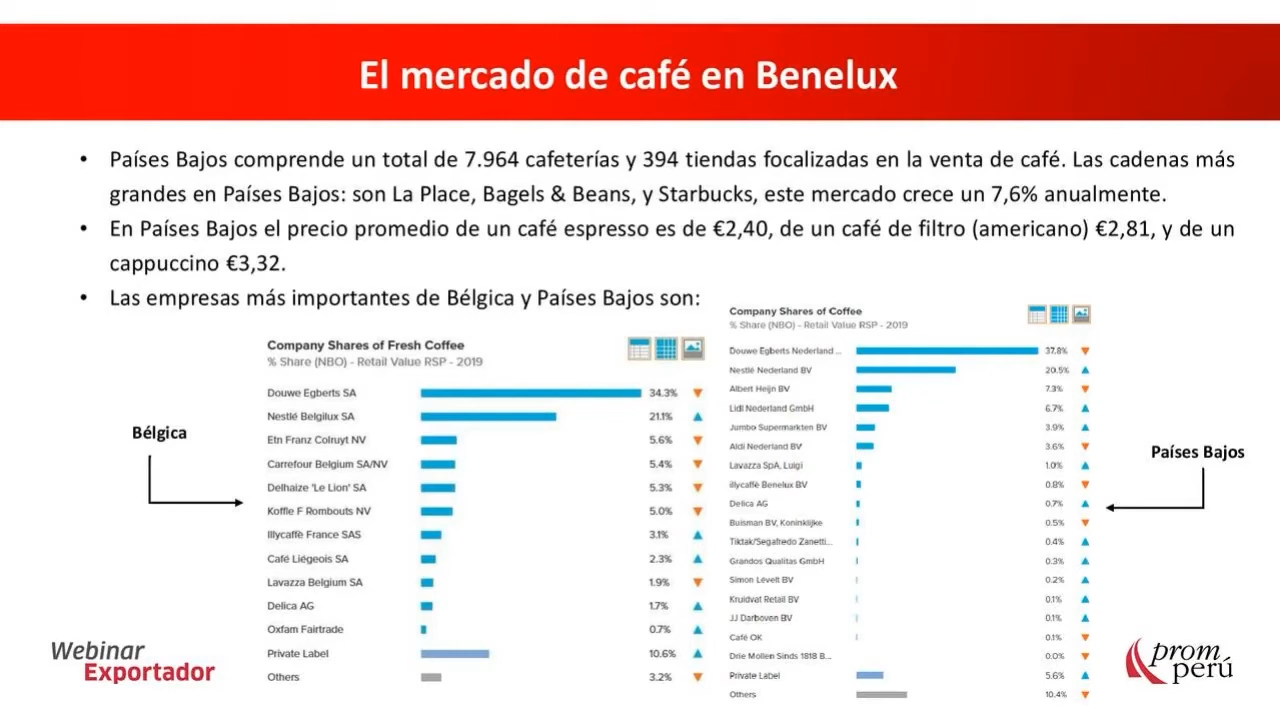 El mercado de café en Benelux
• Países Bajos comprende un total de 7.964 cafeterías y 394 tiendas focalizadas en la venta de café. Las cadenas más
grandes en Países Bajos: son La Place, Bagels & Beans, y Starbucks, este mercado crece un 7,6% anualmente.
• En Países Bajos el precio promedio de un café espresso es de €2,40, de un café de filtro (americano) €2,81, y de un
cappuccino €3,32.
• Las empresas más importantes de Bélgica y Países Bajos son:
Bélgica
Company Shares of Fresh Coffee
% Share (NBO) - Retail Value RSP - 2019
Douwe Egberts SA 34.3%
Nestlé Belgilux SA 21.1%
Etn Franz Colruyt NV 5.6%
Carrefour Belgium SA/NV 5.4%
Delhaize 'Le Lion' SA 5.3%
Koffie F Rombouts NV 5.0%
Illycaffè France SAS 3.1%
Café Liégeois SA 2.3%
Lavazza Belgium SA 1.9%
Delica AG 1.7%
Oxfam Fairtrade 0.7%
Private Label 10.6%
Others 3.2%
Company Shares of Coffee
% Share (NBO) - Retail Value RSP - 2019
Douwe Egberts Nederland ... 37.8%
Nestlé Nederland BV 20.5%
Albert Heijn BV 7.3%
Lidl Nederland GmbH 6.7%
Jumbo Supermarkten BV 3.9%
Aldi Nederland BV 3.6%
Lavazza SpA, Luigi 1.0%
illycaffè Benelux BV 0.8%
Delica AG 0.7%
Buisman BV, Koninklijke 0.5%
Tiktak/Segafredo Zanetti... 0.4%
Grandos Qualitas GmbH 0.3%
Simon Lévelt BV 0.2%
Kruidvat Retail BV 0.1%
JJ Darboven BV 0.1%
Café OK 0.1%
Drie Mollen Sinds 1818 B... 0.0%
Private Label 5.6%
Others 10.4%
Países Bajos
Webinar
Exportador
prom
perú